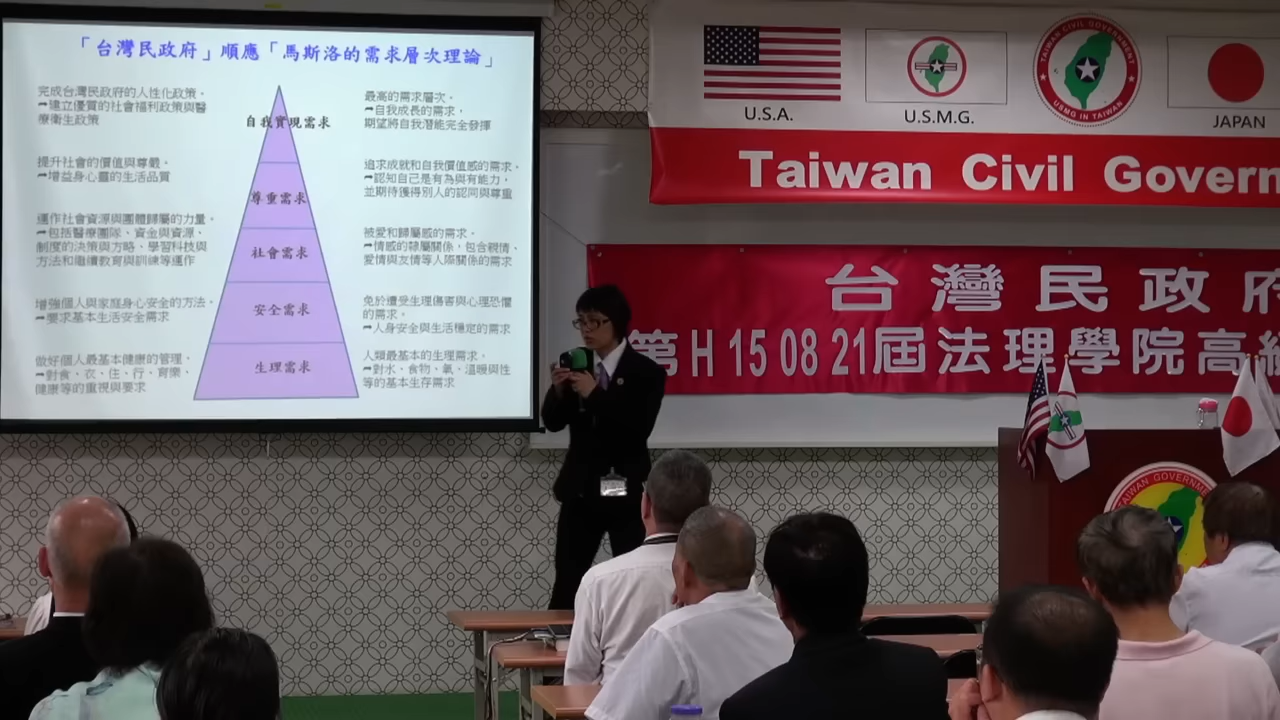 「台灣民政府」順應「馬斯洛的需求層次理論」
完成台灣民政府的人性化政策。
➡建立優質的社會福利政策與醫
療衛生政策
自我實現需求
最高的需求層次。
➡自我成長的需求，
期望將自我潛能完全發揮
提升社會的價值與尊嚴。
➡增益身心靈的生活品質
尊重需求
追求成就和自我價值感的需求。
➡認知自己是有為與有能力，
並期待獲得別人的認同與尊重
運作社會資源與團體歸屬的力量。
➡包括醫療團隊、資金與資源、
制度的決策與方略、學習科技與
方法和繼續教育與訓練等運作
社會需求
被愛和歸屬感的需求。
➡情感的隸屬關係，包含親情、
愛情與友情等人際關係的需求
增強個人與家庭身心安全的方法。
➡要求基本生活安全需求
安全需求
免於遭受生理傷害與心理恐懼
的需求。
➡人身安全與生活穩定的需求
做好個人最基本健康的管理。
➡對食、衣、住、行、育樂、
健康等的重視與要求
生理需求
人類最基本的生理需求。
➡對水、食物、氧、溫暖與性
等的基本生存需求
U.S.A.
U.S.M.G.
TAIWAN CIVIL GOVERNMENT
USMG IN TAIWAN
JAPAN
Taiwan Civil Govern
台灣民政府
第H 15 08 21屆法理學院高級
TAIWAN GOVERNME